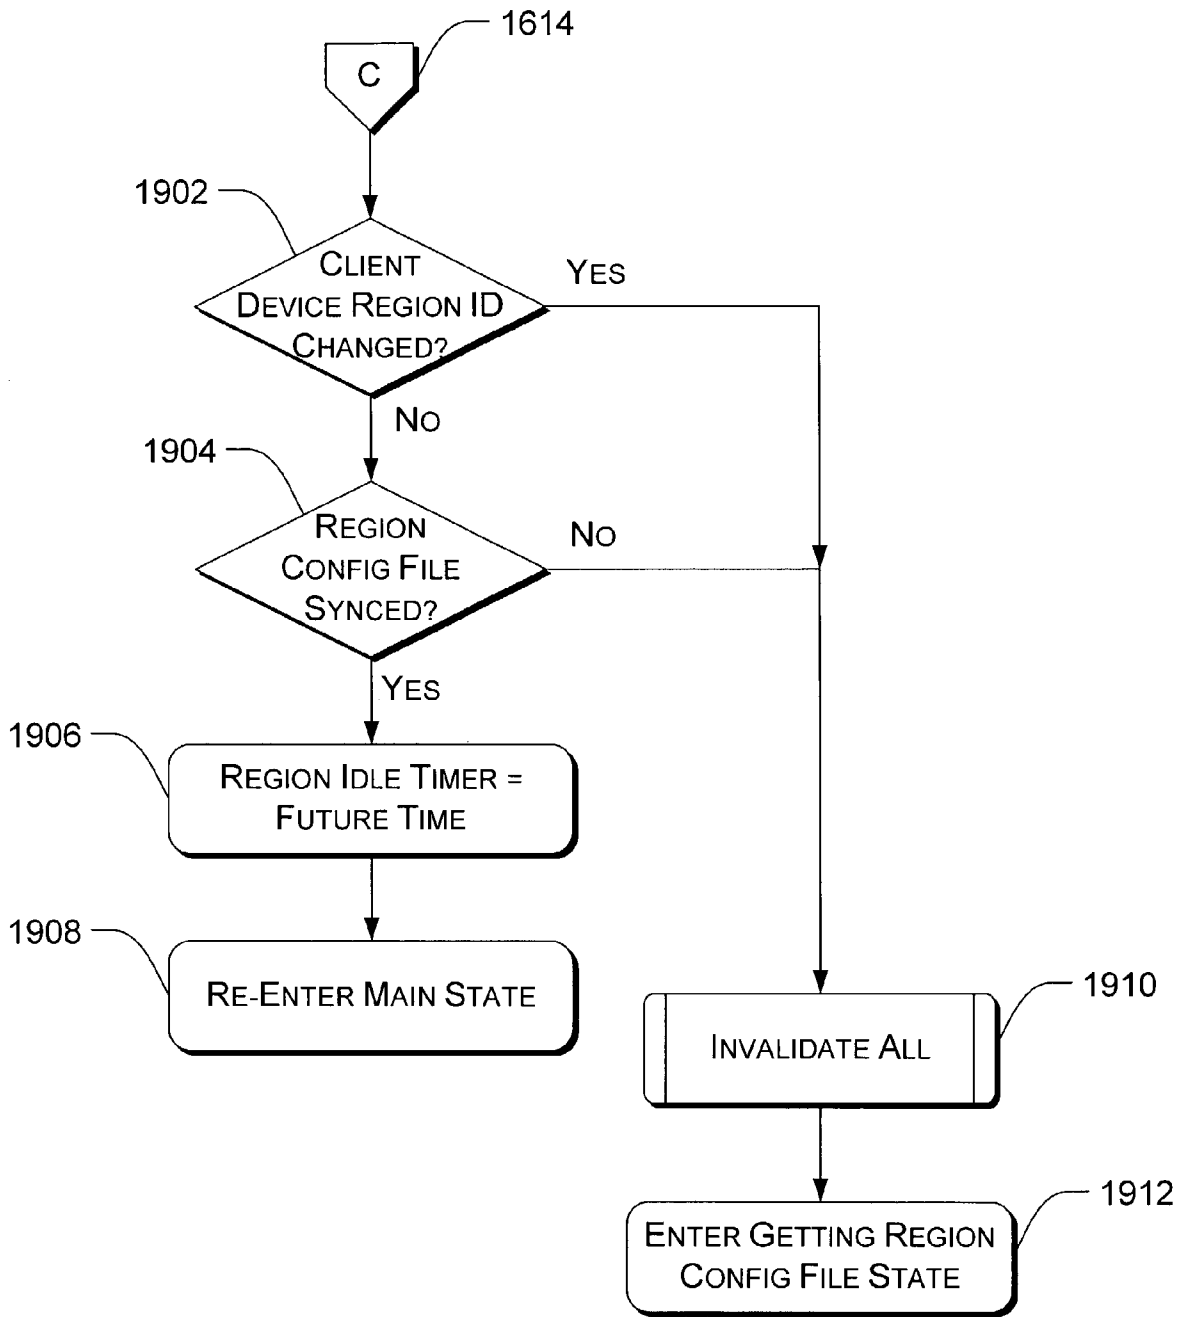 1614
C
1902
CLIENT
DEVICE REGION ID
CHANGED?
YES
NO
1904
REGION
CONFIG FILE
SYNCED?
NO
YES
1906
REGION IDLE TIMER =
FUTURE TIME
1908
RE-ENTER MAIN STATE
1910
INVALIDATE ALL
1912
ENTER GETTING REGION
CONFIG FILE STATE